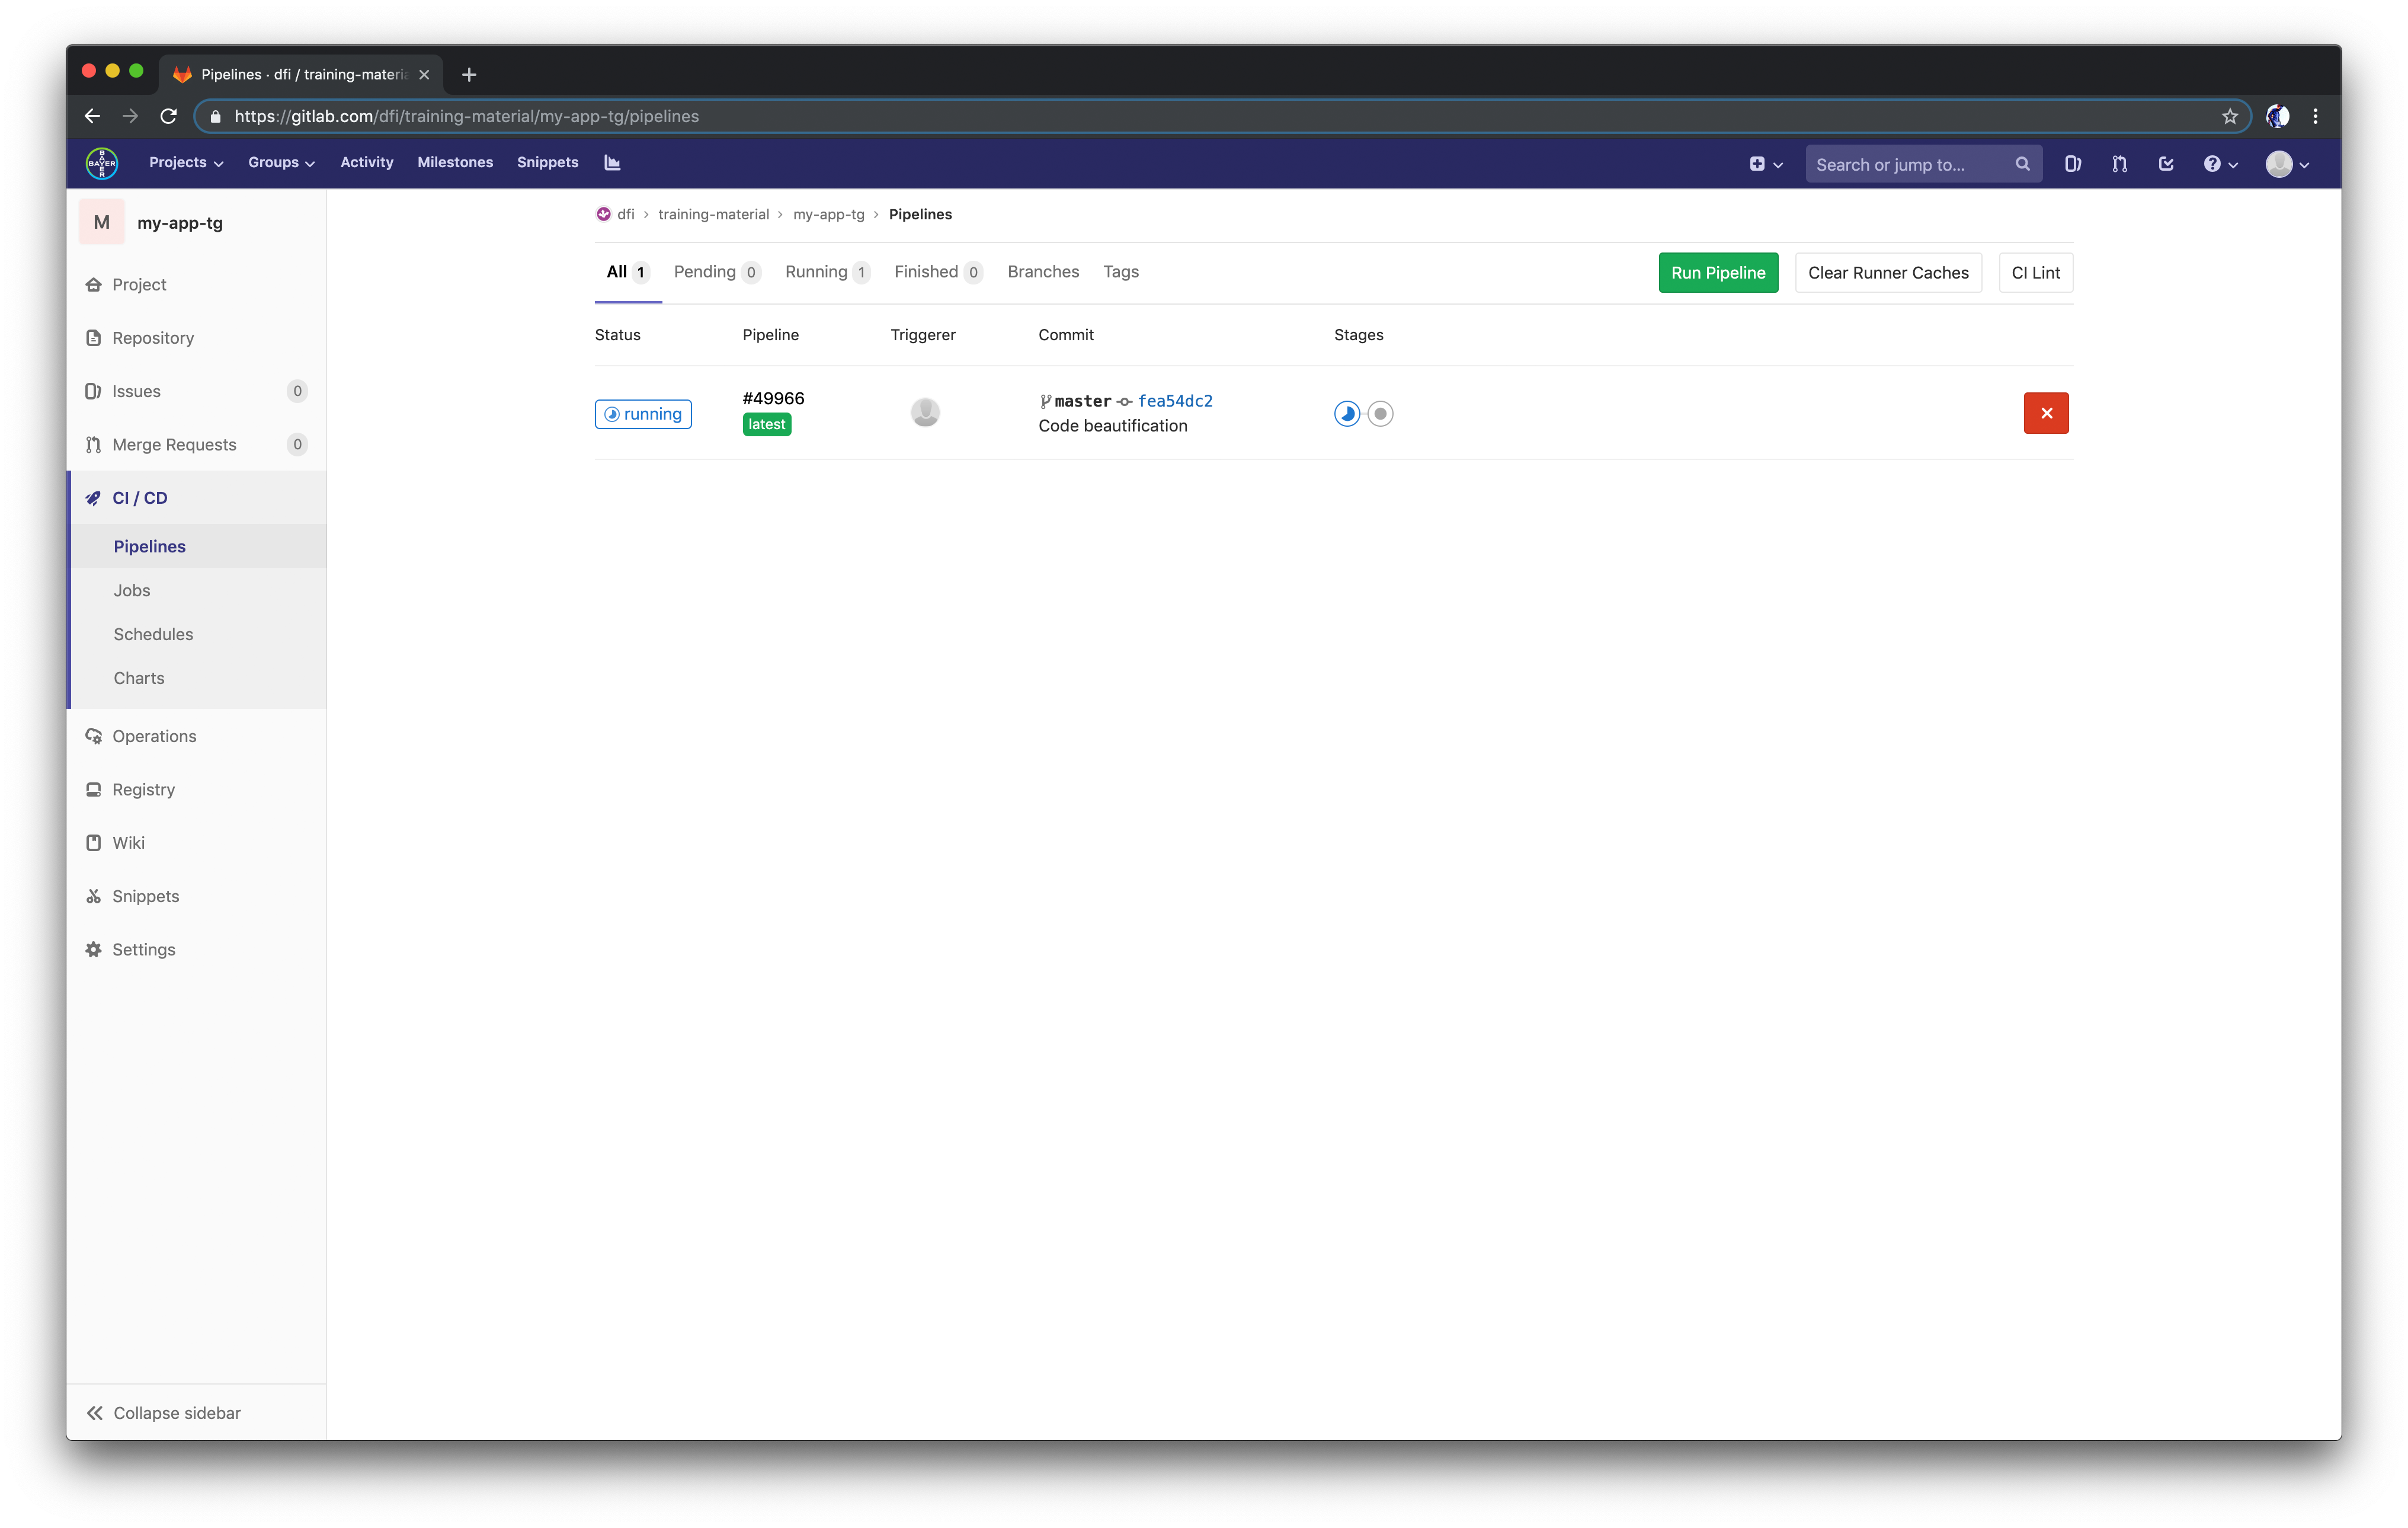 Pipelines · dfi / training-materia
https://gitlab.com/dfi/training-material/my-app-tg/pipelines
BAYER
BAYER
Projects Groups Activity Milestones Snippets
Search or jump to...
M my-app-tg
Project
Repository
Issues 0
Merge Requests 0
CI / CD
Pipelines
Jobs
Schedules
Charts
Operations
Registry
Wiki
Snippets
Settings
Collapse sidebar
dfi › training-material › my-app-tg › Pipelines
All 1 Pending 0 Running 1 Finished 0 Branches Tags Run Pipeline Clear Runner Caches CI Lint
Status Pipeline Triggerer Commit Stages
running #49966 master fea54dc2
latest Code beautification